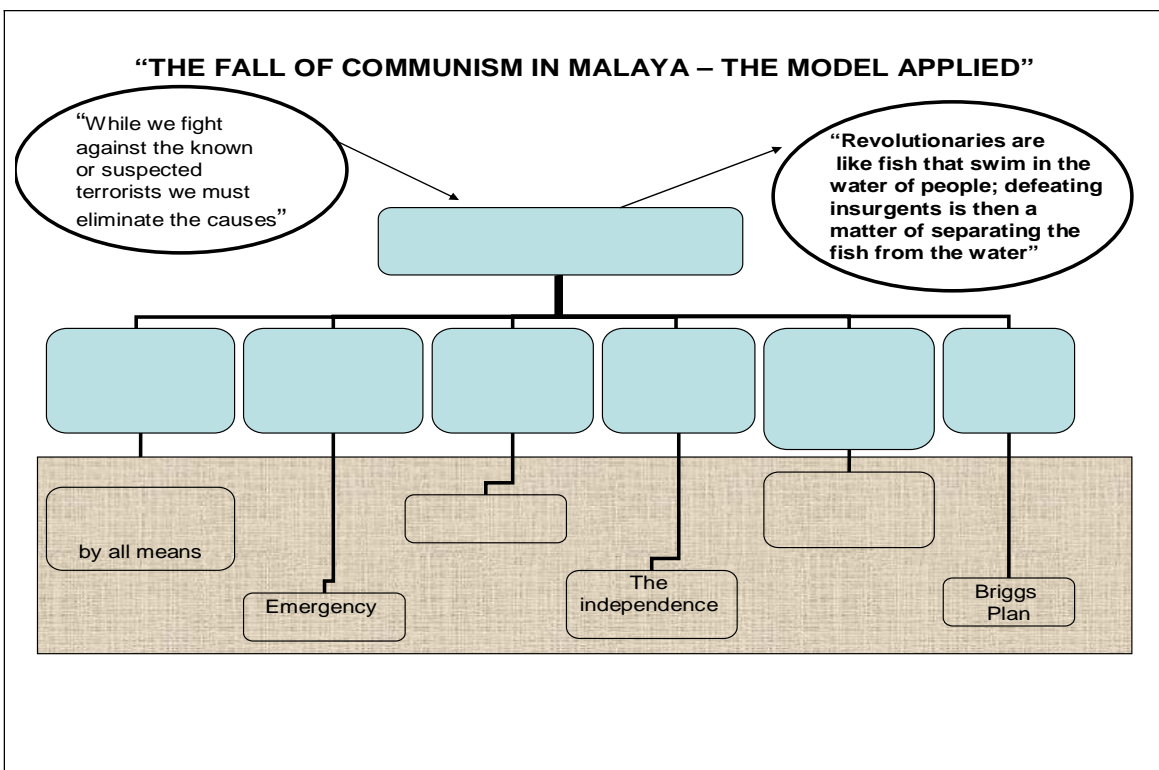 “THE FALL OF COMMUNISM IN MALAYA – THE MODEL APPLIED”
“While we fight
against the known
or suspected
terrorists we must
eliminate the causes”
“Revolutionaries are
like fish that swim in the
water of people; defeating
insurgents is then a
matter of separating the
fish from the water”
by all means
Emergency
The
independence
Briggs
Plan